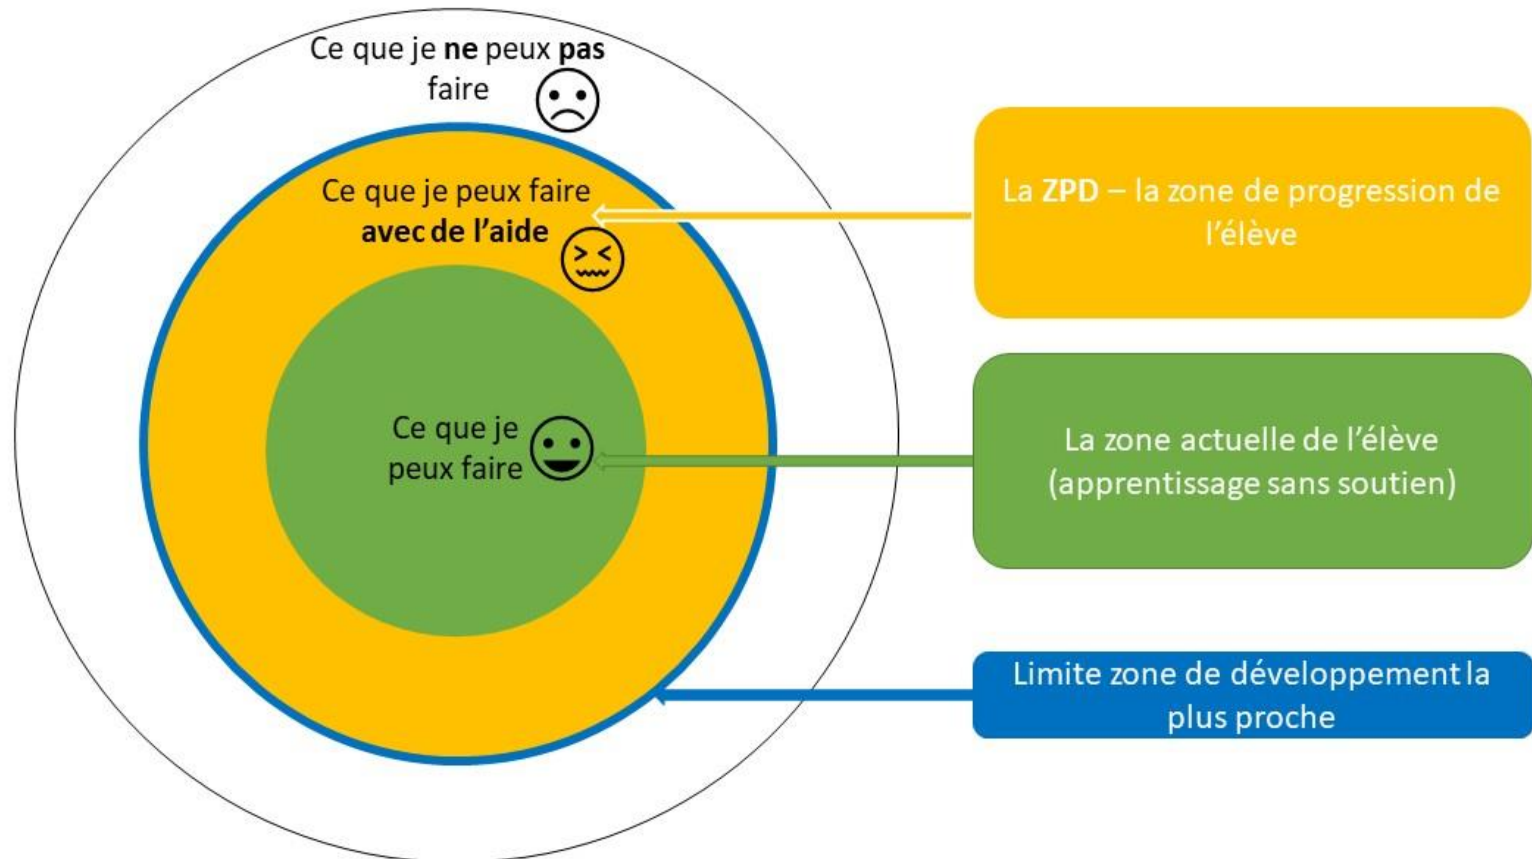 Ce que je ne peux pas
faire
Ce que je peux faire
avec de l'aide
Ce que je
peux faire
La ZPD – la zone de progression de
l'élève
La zone actuelle de l'élève
(apprentissage sans soutien)
Limite zone de développement la
plus proche